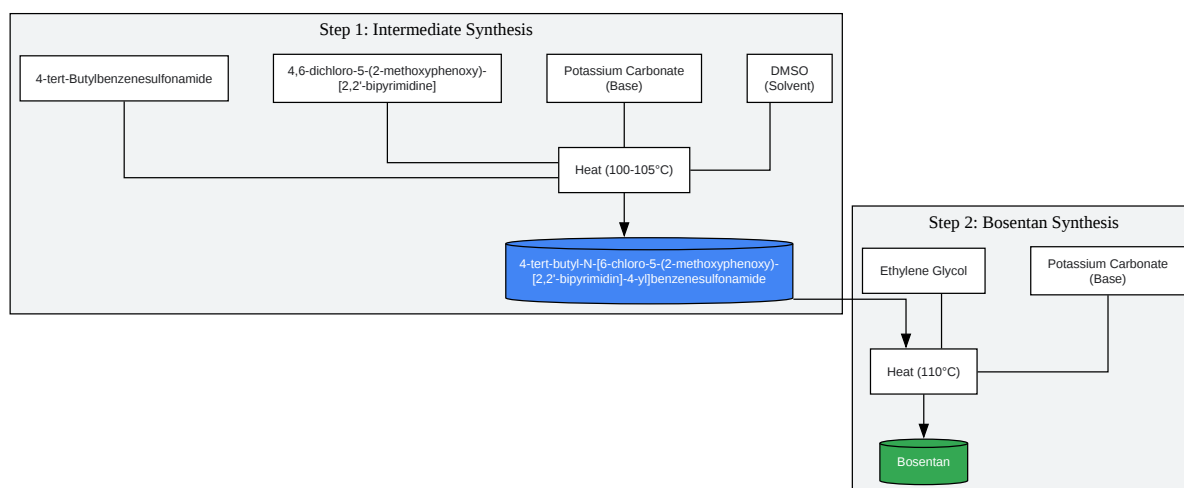 Step 1: Intermediate Synthesis
4-tert-Butylbenzenesulfonamide
4,6-dichloro-5-(2-methoxyphenoxy)-
[2,2'-bipyrimidine]
Potassium Carbonate
(Base)
DMSO
(Solvent)
Heat (100-105°C)
4-tert-butyl-N-[6-chloro-5-(2-methoxyphenoxy)-
[2,2'-bipyrimidin]-4-yl]benzenesulfonamide
Step 2: Bosentan Synthesis
Ethylene Glycol
Potassium Carbonate
(Base)
Heat (110°C)
Bosentan